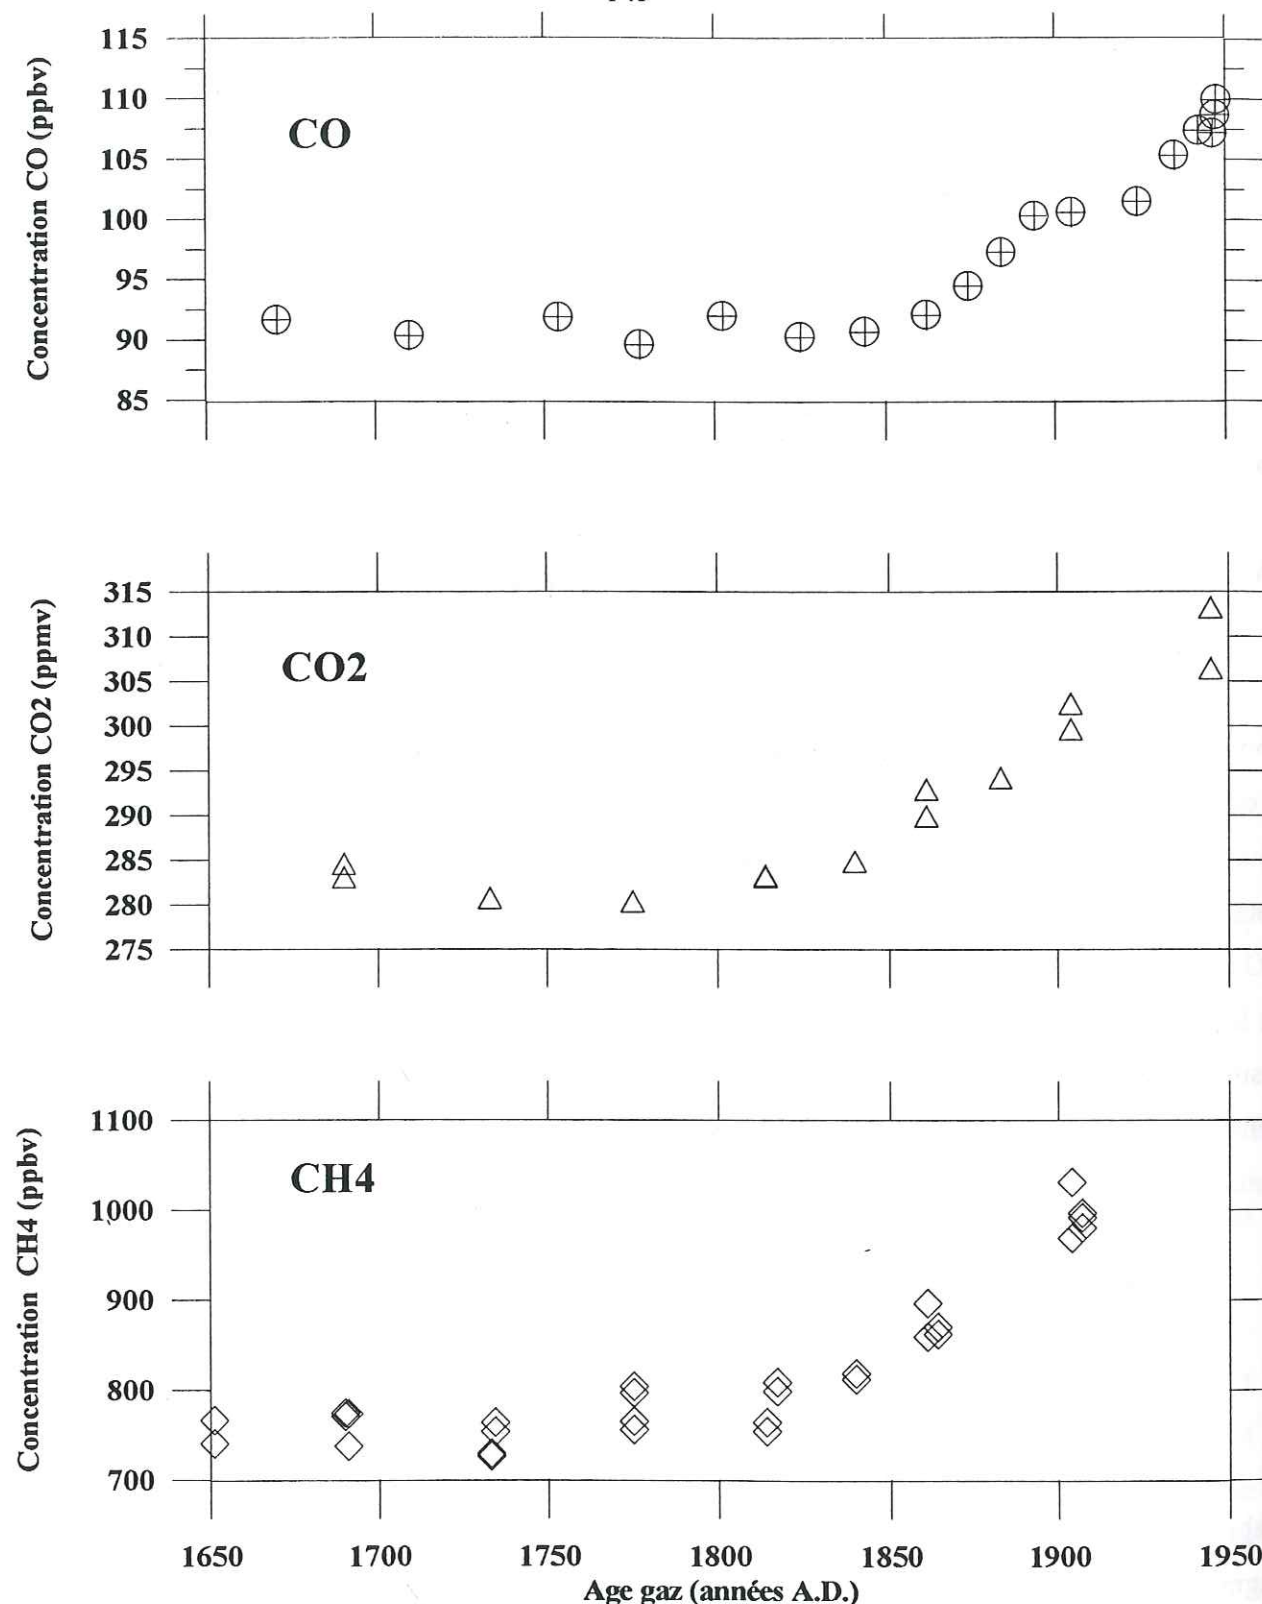 115
110
105
100
95
90
85
Concentration CO (ppbv)
CO
315
310
305
300
295
290
285
280
275
Concentration CO2 (ppmv)
CO2
1100
1000
900
800
700
Concentration CH4 (ppbv)
CH4
1650 1700 1750 1800 1850 1900 1950
Age gaz (années A.D.)